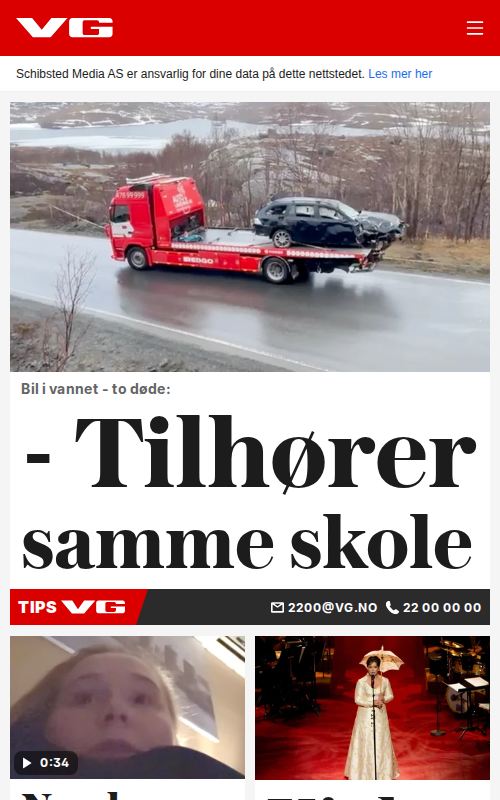 VG
Schibsted Media AS er ansvarlig for dine data på dette nettstedet. Les mer her
Bil i vannet - to døde:
- Tilhører
samme skole
TIPS VG 2200@VG.NO 22 00 00 00
0:34